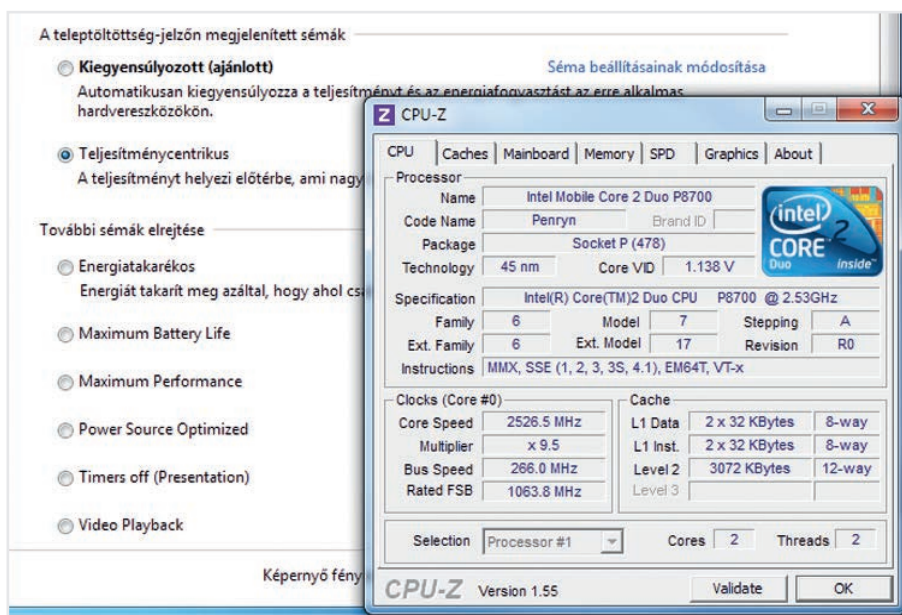 A teleptöltöttség-jelzőn megjelenített sémák
Kiegyensúlyozott (ajánlott)
Séma beállításainak módosítása
Automatikusan kiegyensúlyozza a teljesítményt és az energiafogyasztást az erre alkalmas
hardvereszközökön.
Teljesítménycentrikus
A teljesítményt helyezi előtérbe, ami nagy
További sémák elrejtése
Energiatakarékos
Energiát takarít meg azáltal, hogy ahol csa
Maximum Battery Life
Maximum Performance
Power Source Optimized
Timers off (Presentation)
Video Playback
Képernyő fény
Z CPU-Z
CPU Caches Mainboard Memory SPD Graphics About
Processor
Name Intel Mobile Core 2 Duo P8700
Code Name Penryn Brand ID
Package Socket P (478)
Technology 45 nm Core VID 1.138 V
intel
CORE 2
Duo inside™
Specification Intel(R) Core(TM)2 Duo CPU P8700 @ 2.53GHz
Family 6 Model 7 Stepping A
Ext. Family 6 Ext. Model 17 Revision R0
Instructions MMX, SSE (1, 2, 3, 3S, 4.1), EM64T, VT-x
Clocks (Core #0)
Core Speed 2526.5 MHz
Multiplier x 9.5
Bus Speed 266.0 MHz
Rated FSB 1063.8 MHz
Cache
L1 Data 2 x 32 KBytes 8-way
L1 Inst. 2 x 32 KBytes 8-way
Level 2 3072 KBytes 12-way
Level 3
Selection Processor #1 Cores 2 Threads 2
CPU-Z Version 1.55 Validate OK